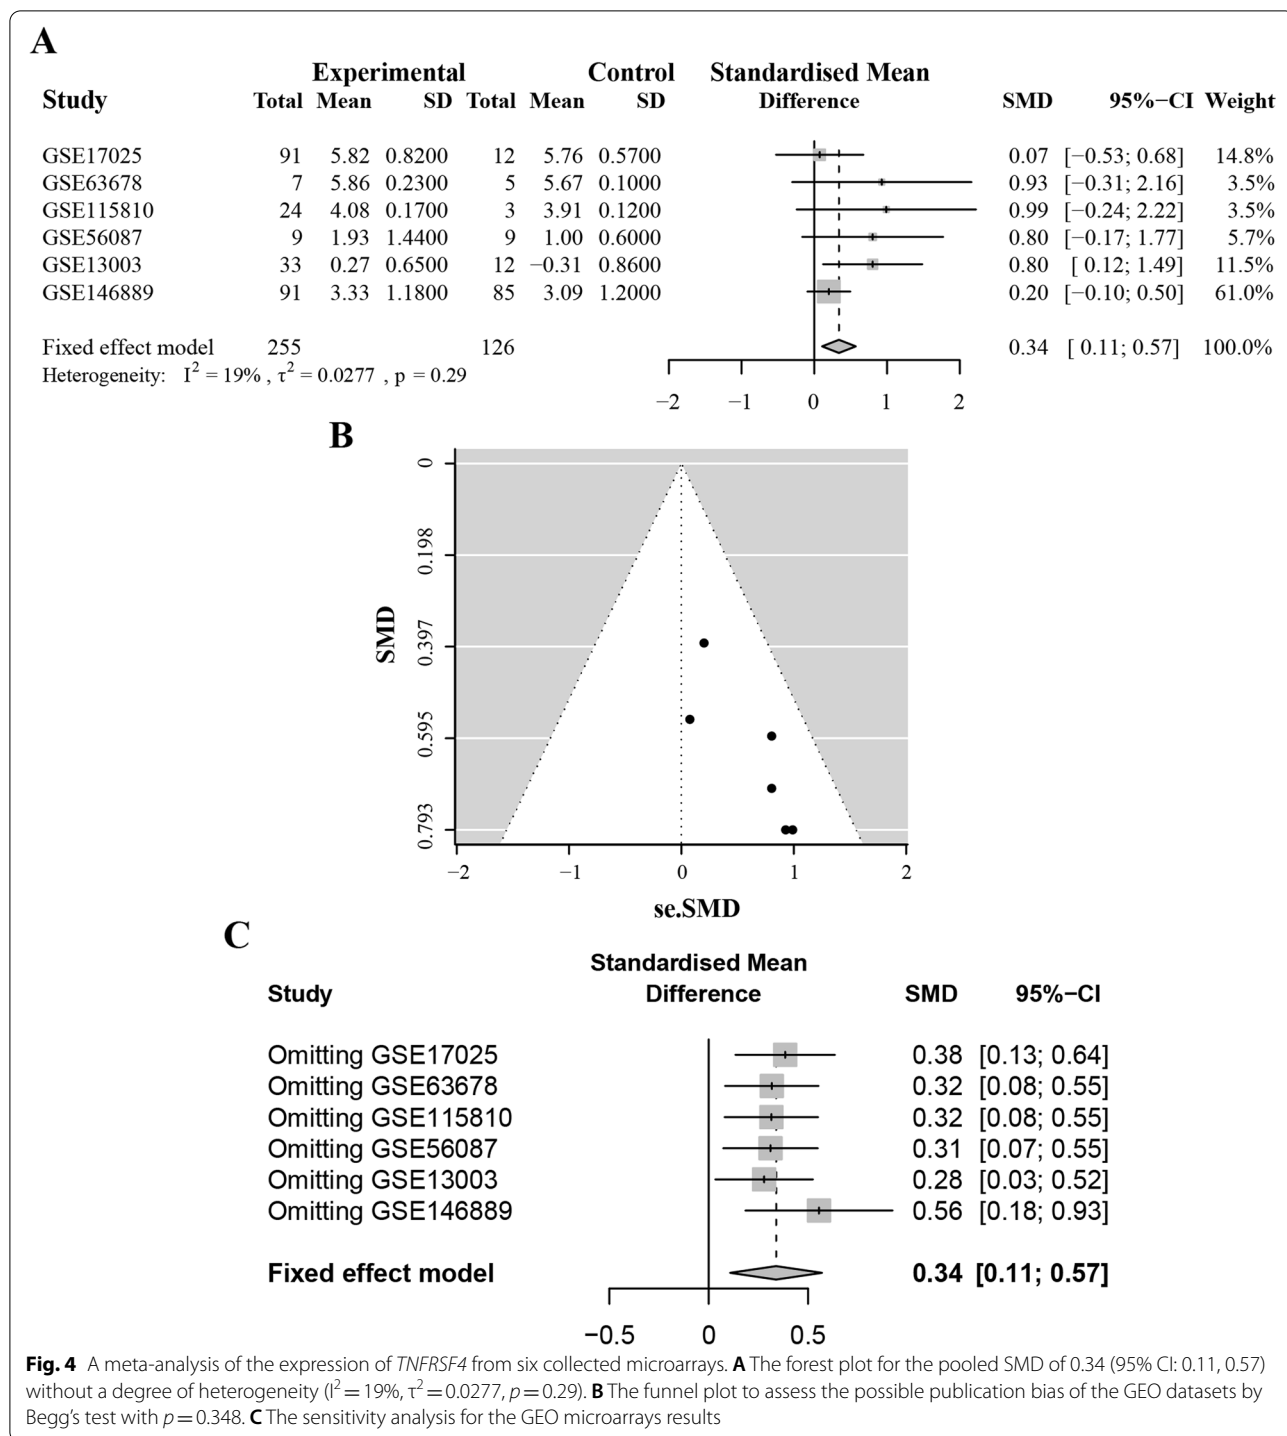 A
Experimental Control Standardised Mean
Study Total Mean SD Total Mean SD Difference SMD 95%−CI Weight
GSE17025 91 5.82 0.8200 12 5.76 0.5700 0.07 [−0.53; 0.68] 14.8%
GSE63678 7 5.86 0.2300 5 5.67 0.1000 0.93 [−0.31; 2.16] 3.5%
GSE115810 24 4.08 0.1700 3 3.91 0.1200 0.99 [−0.24; 2.22] 3.5%
GSE56087 9 1.93 1.4400 9 1.00 0.6000 0.80 [−0.17; 1.77] 5.7%
GSE13003 33 0.27 0.6500 12 −0.31 0.8600 0.80 [ 0.12; 1.49] 11.5%
GSE146889 91 3.33 1.1800 85 3.09 1.2000 0.20 [−0.10; 0.50] 61.0%
Fixed effect model 255 126 0.34 [ 0.11; 0.57] 100.0%
Heterogeneity: I² = 19% , τ² = 0.0277 , p = 0.29
−2 −1 0 1 2
B
0
0.198
0.397
0.595
0.793
SMD
−2 −1 0 1 2
se.SMD
C
Standardised Mean
Study Difference SMD 95%−CI
Omitting GSE17025 0.38 [0.13; 0.64]
Omitting GSE63678 0.32 [0.08; 0.55]
Omitting GSE115810 0.32 [0.08; 0.55]
Omitting GSE56087 0.31 [0.07; 0.55]
Omitting GSE13003 0.28 [0.03; 0.52]
Omitting GSE146889 0.56 [0.18; 0.93]
Fixed effect model 0.34 [0.11; 0.57]
−0.5 0 0.5
Fig. 4 A meta-analysis of the expression of TNFRSF4 from six collected microarrays. A The forest plot for the pooled SMD of 0.34 (95% CI: 0.11, 0.57)
without a degree of heterogeneity (I² = 19%, τ² = 0.0277, p = 0.29). B The funnel plot to assess the possible publication bias of the GEO datasets by
Begg's test with p = 0.348. C The sensitivity analysis for the GEO microarrays results